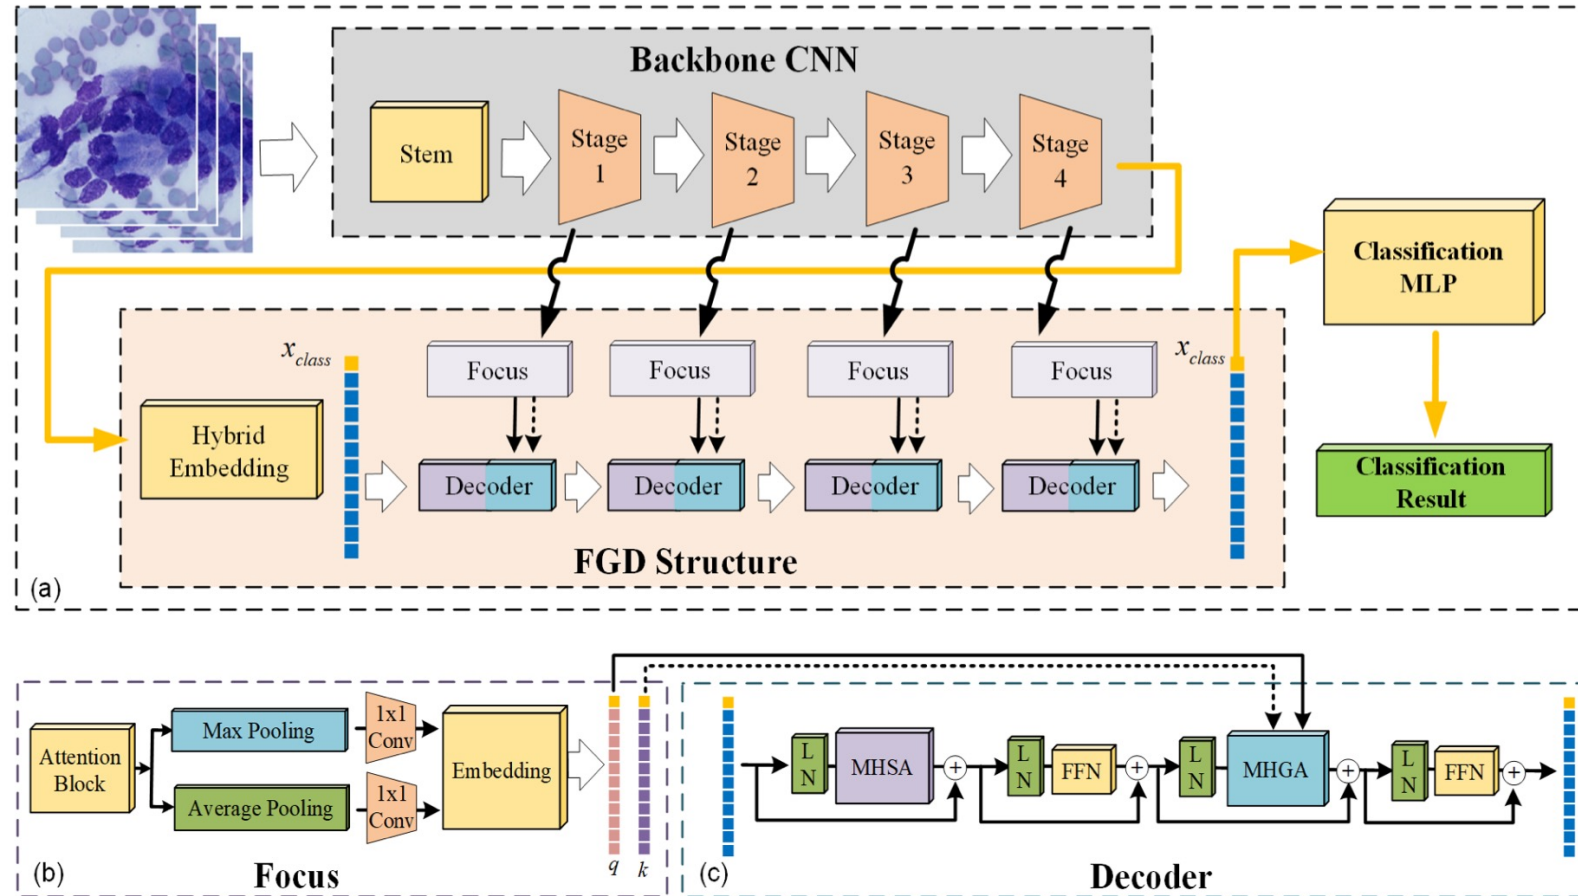 Backbone CNN
Stem
Stage
1
Stage
2
Stage
3
Stage
4
Classification
MLP
Classification
Result
x_class
Focus
Focus
Focus
Focus
x_class
Hybrid
Embedding
Decoder
Decoder
Decoder
Decoder
FGD Structure
(a)
Attention
Block
Max Pooling
Average Pooling
1x1
Conv
1x1
Conv
Embedding
q
k
(b)
Focus
L
N
MHSA
+
L
N
FFN
+
L
N
MHGA
+
L
N
FFN
+
(c)
Decoder